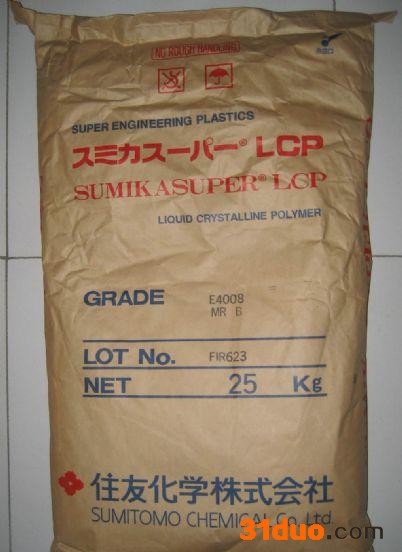 NO ROUGH HANDLING
SUPER ENGINEERING PLASTICS
スミカスーパー® LCP
SUMIKASUPER® LCP
LIQUID CRYSTALLINE POLYMER
GRADE E4008
MR B
LOT No. FIR623
NET 25 Kg
住友化学株式会社
SUMITOMO CHEMICAL Co., Ltd.
31duo.com